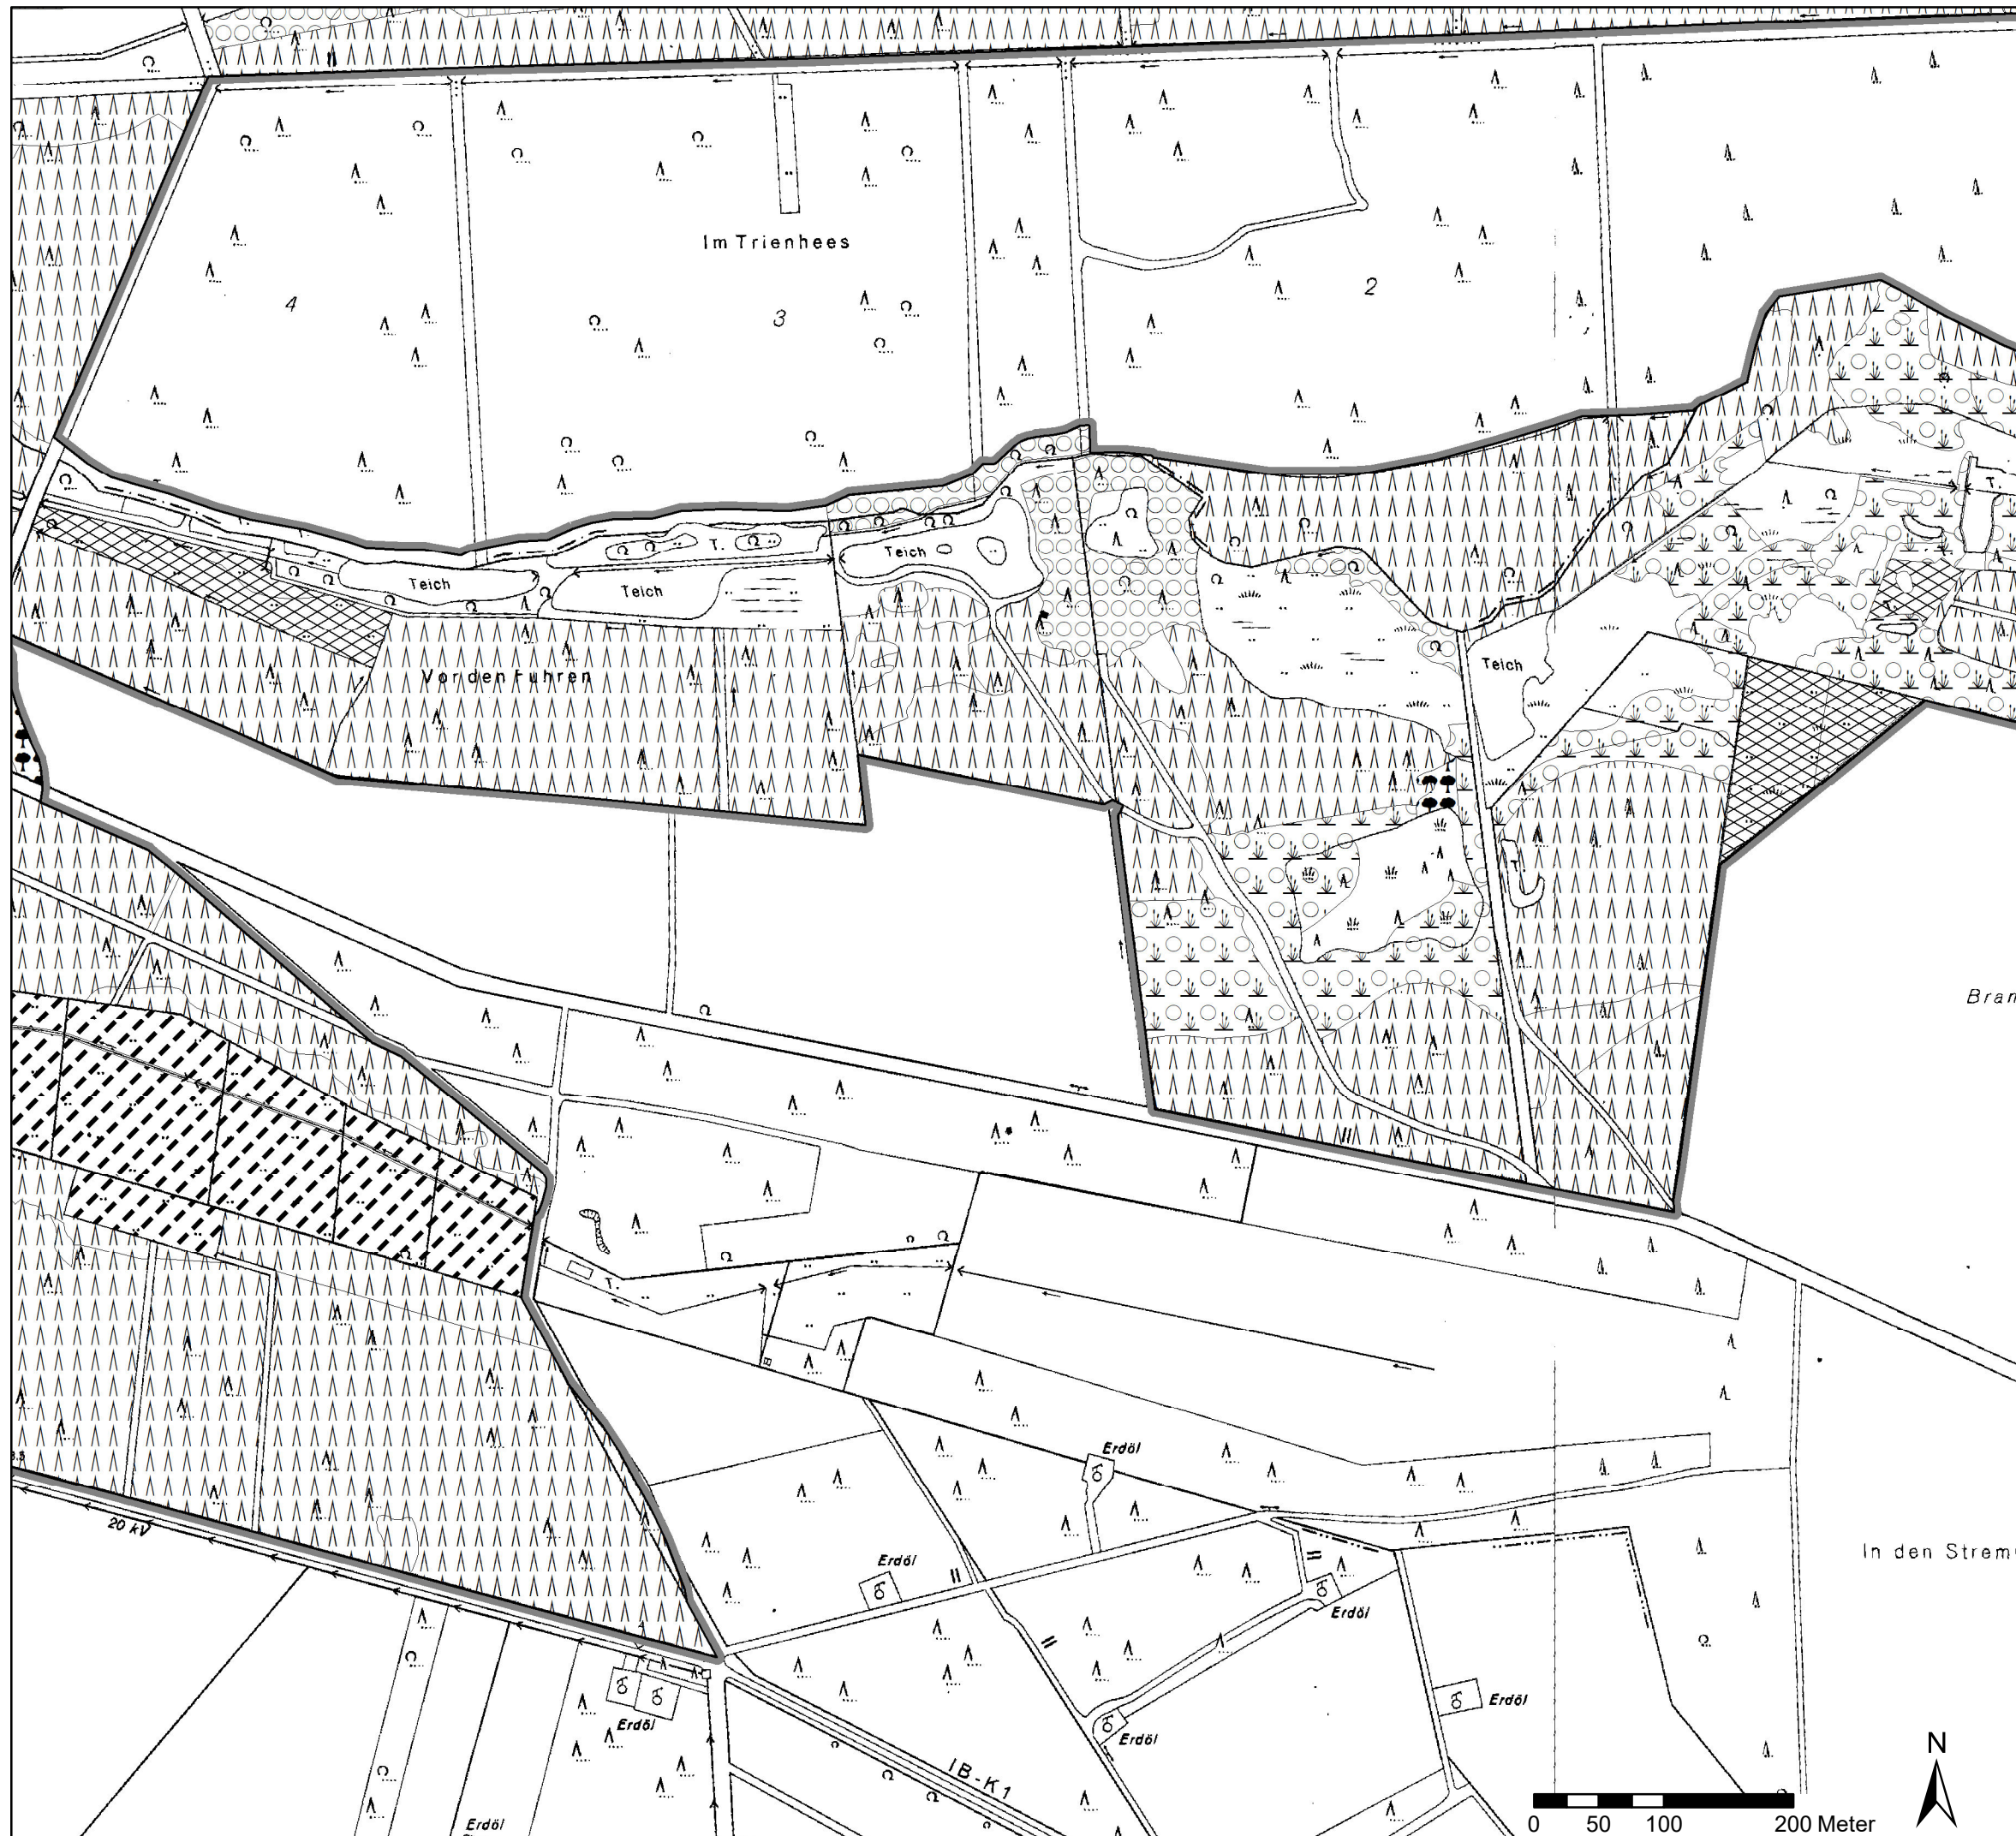 Im Trienhees
4
3
2
T.
T.
Teich
Teich
Teich
Teich
Vor den Fuhren
T.
T.
Bran
T.
Erdöl
In den Strem
20 kV
Erdöl
Erdöl
Erdöl
Erdöl
Erdöl
IB-K1
Erdöl
N
0 50 100 200 Meter